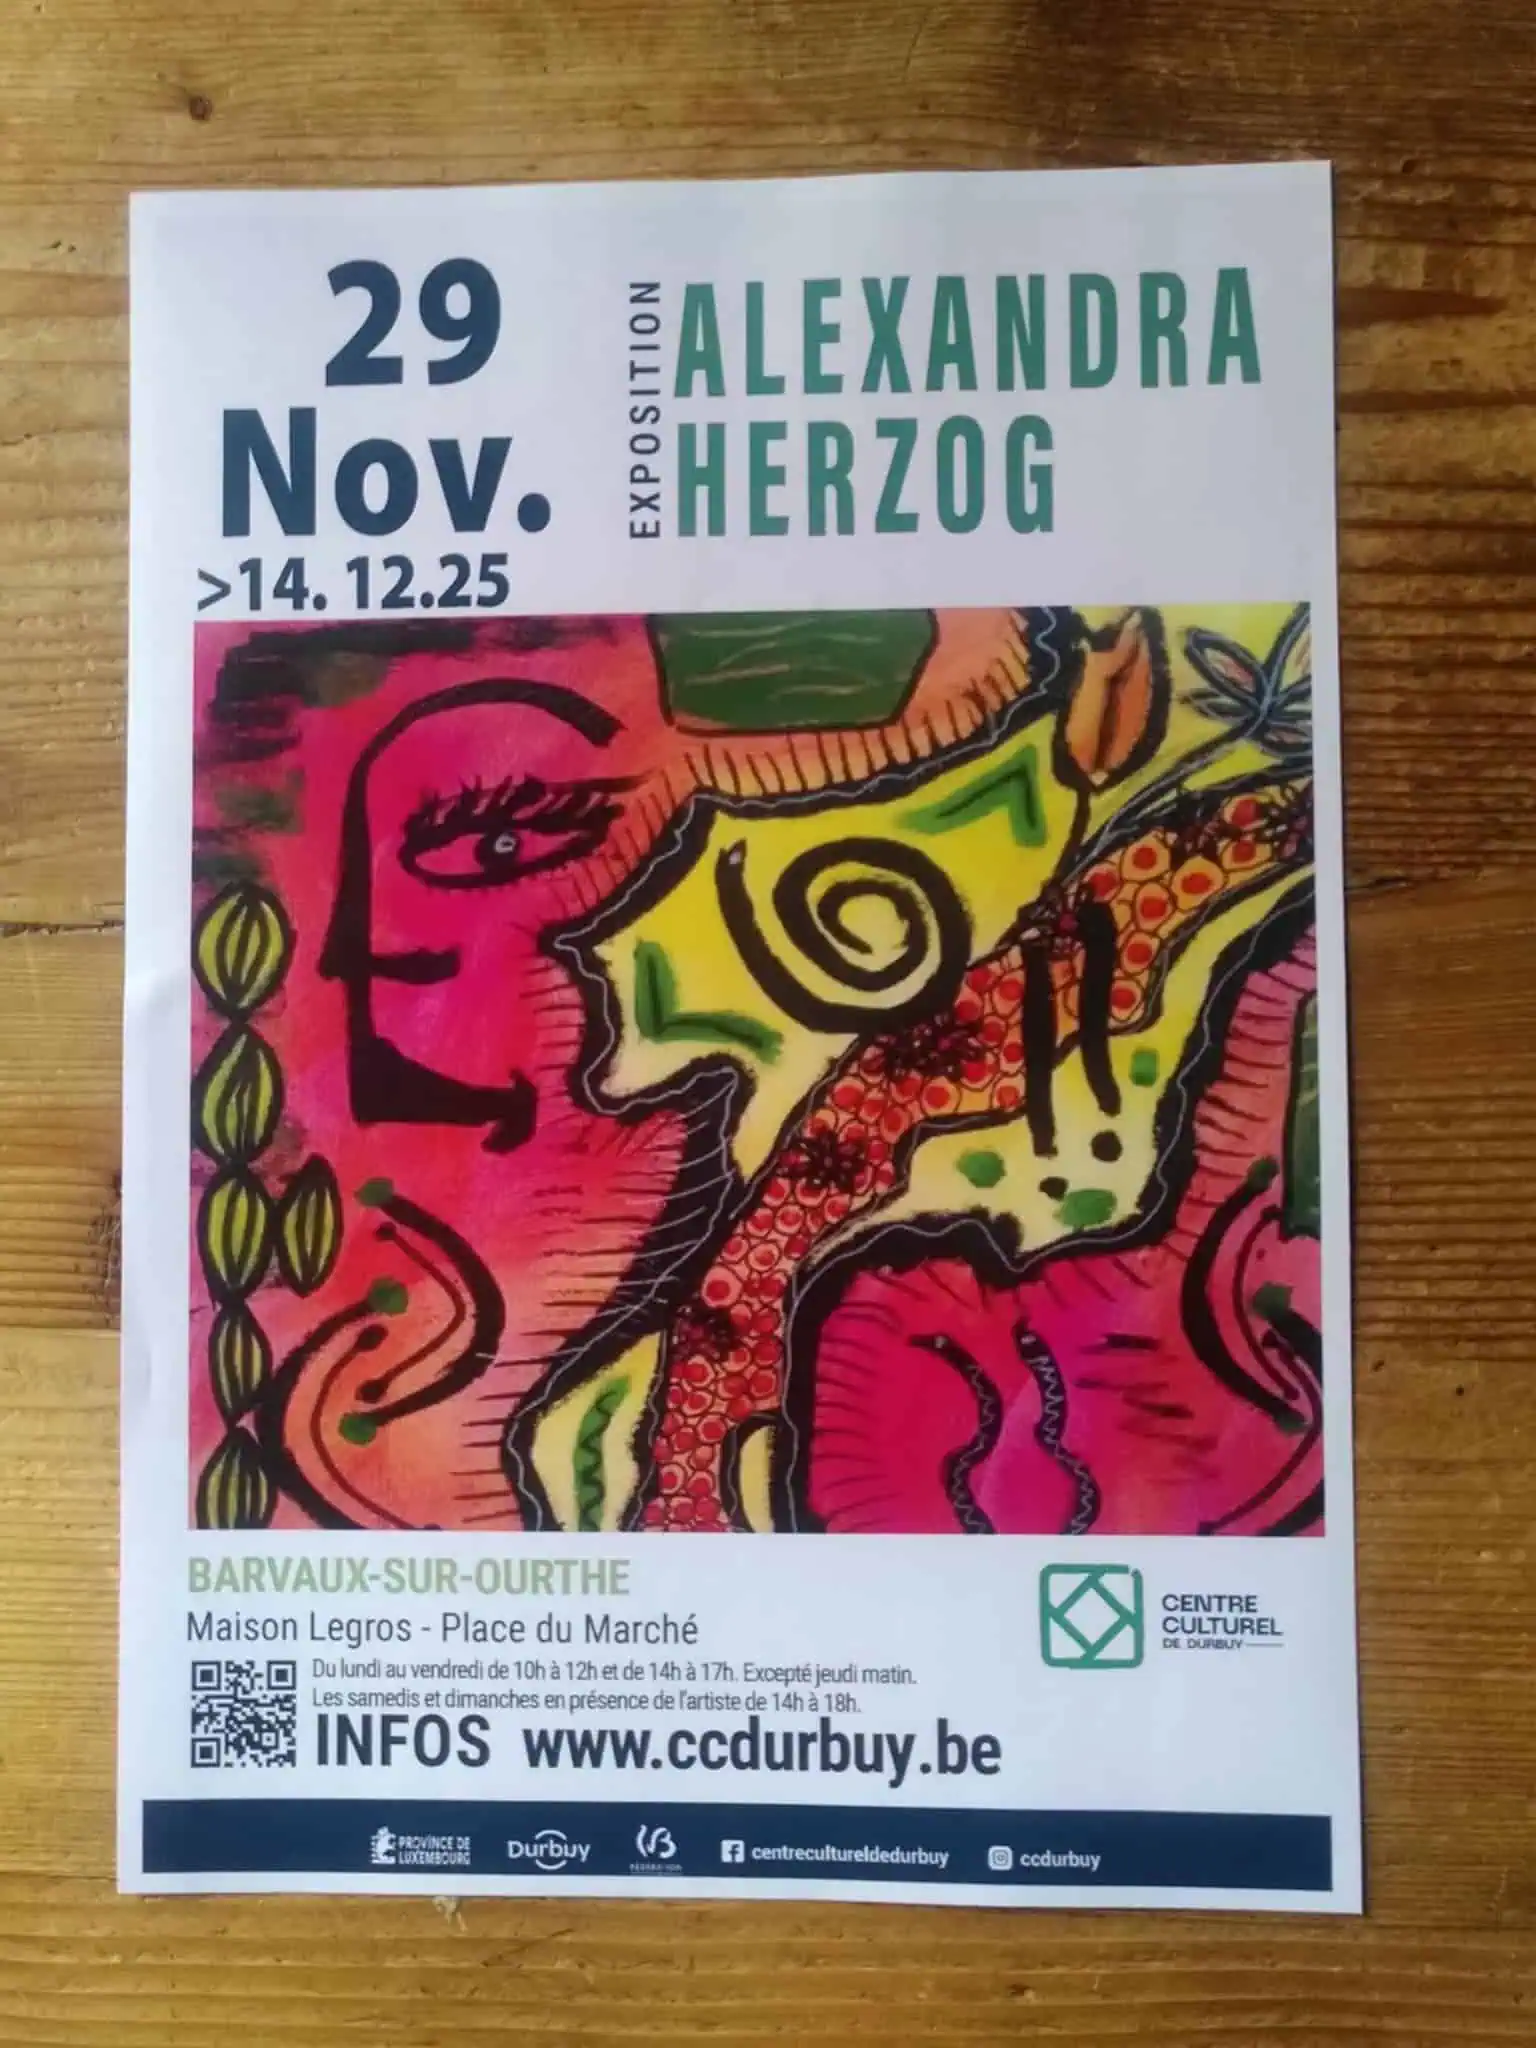 29
Nov.
>14. 12.25
EXPOSITION
ALEXANDRA
HERZOG
BARVAUX-SUR-OURTHE
Maison Legros - Place du Marché
Du lundi au vendredi de 10h à 12h et de 14h à 17h. Excepté jeudi matin.
Les samedis et dimanches en présence de l'artiste de 14h à 18h.
INFOS www.ccdurbuy.be
CENTRE
CULTUREL
DE DURBUY
PROVINCE DE
LUXEMBOURG
Durbuy
FÉDÉRATION
centrecultureldedurbuy
ccdurbuy